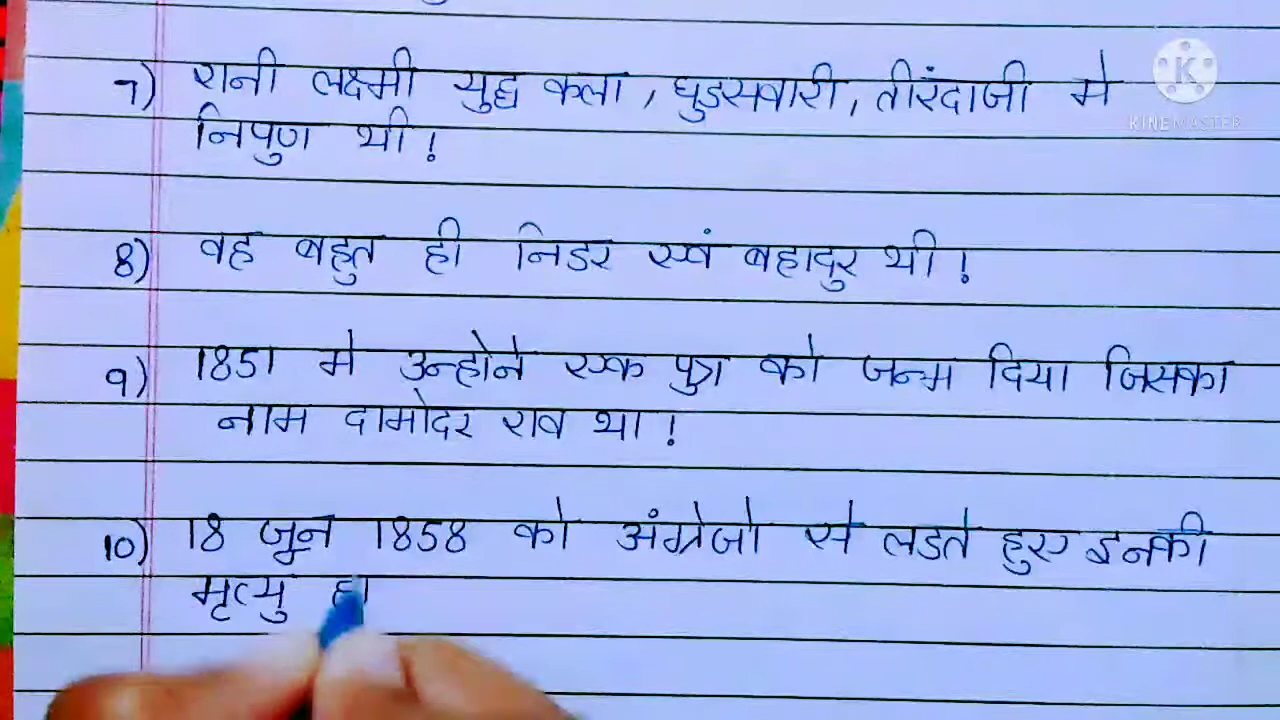 7) रानी लक्ष्मी युद्ध कला, घुडसवारी, तीरंदाजी मे
निपुण थी!
KINEMASTER
8) वह बहुत ही निडर एवं बहादुर थी!
9) 1851 मे उन्होने एक पुत्र को जन्म दिया जिसका
नाम दामोदर राव था!
10) 18 जून 1858 को अंग्रेजो से लडते हुए इनकी
मृत्यु